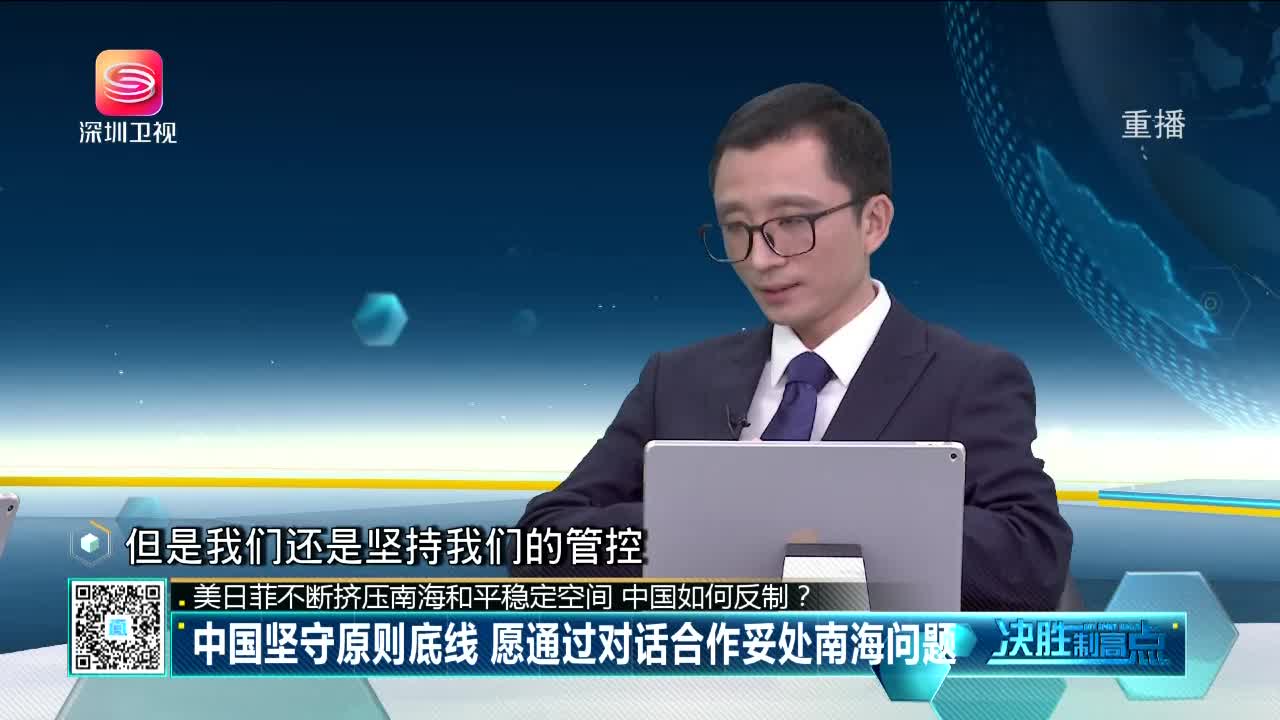 深圳卫视
重播
但是我们还是坚持我们的管控
美日菲不断挤压南海和平稳定空间 中国如何反制？
中国坚守原则底线 愿通过对话合作妥处南海问题
决胜制高点